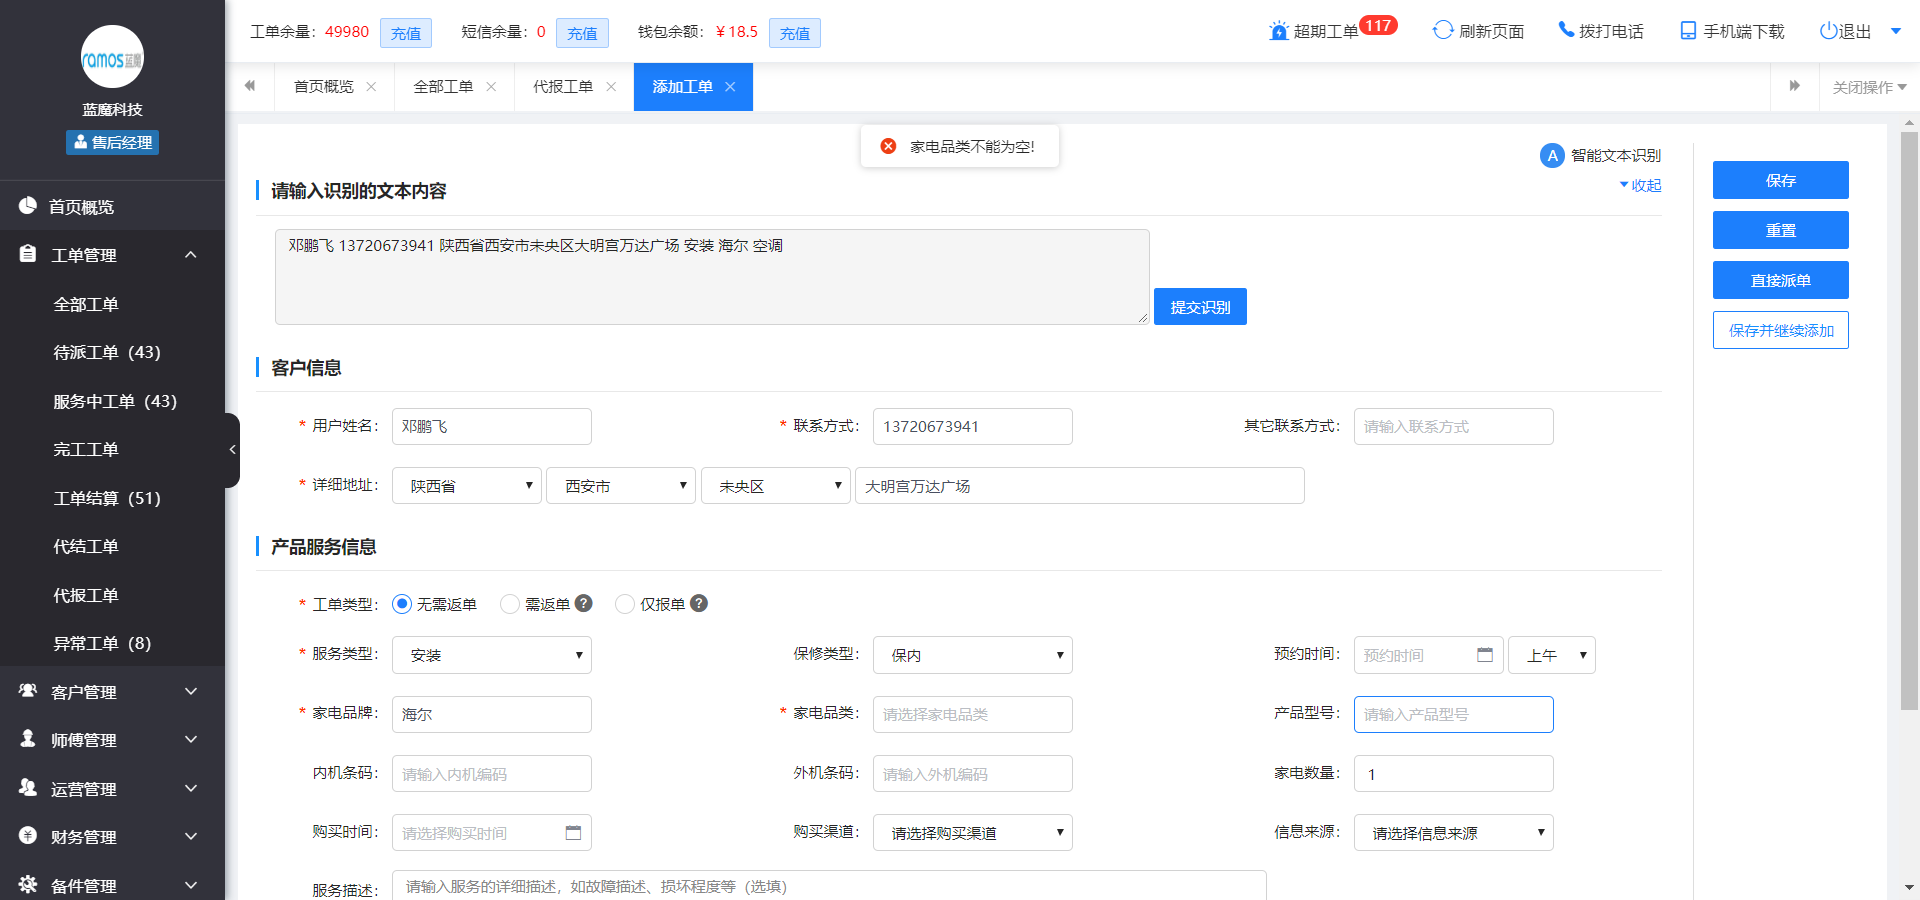 工单余量：49980 充值 短信余量：0 充值 钱包余额：￥18.5 充值 超期工单 117 刷新页面 拨打电话 手机端下载 退出
首页概览 全部工单 代报工单 添加工单 关闭操作
ramos蓝魔
蓝魔科技
售后经理
首页概览
工单管理
全部工单
待派工单（43）
服务中工单（43）
完工工单
工单结算（51）
代结工单
代报工单
异常工单（8）
客户管理
师傅管理
运营管理
财务管理
备件管理
家电品类不能为空!
A 智能文本识别
收起
请输入识别的文本内容
邓鹏飞 13720673941 陕西省西安市未央区大明宫万达广场 安装 海尔 空调
提交识别
保存
重置
直接派单
保存并继续添加
客户信息
* 用户姓名： 邓鹏飞 * 联系方式： 13720673941 其它联系方式： 请输入联系方式
* 详细地址： 陕西省 西安市 未央区 大明宫万达广场
产品服务信息
* 工单类型： 无需返单 需返单 ? 仅报单 ?
* 服务类型： 安装 保修类型： 保内 预约时间： 预约时间 上午
* 家电品牌： 海尔 * 家电品类： 请选择家电品类 产品型号： 请输入产品型号
内机条码： 请输入内机编码 外机条码： 请输入外机编码 家电数量： 1
购买时间： 请选择购买时间 购买渠道： 请选择购买渠道 信息来源： 请选择信息来源
服务描述： 请输入服务的详细描述，如故障描述、损坏程度等（选填）